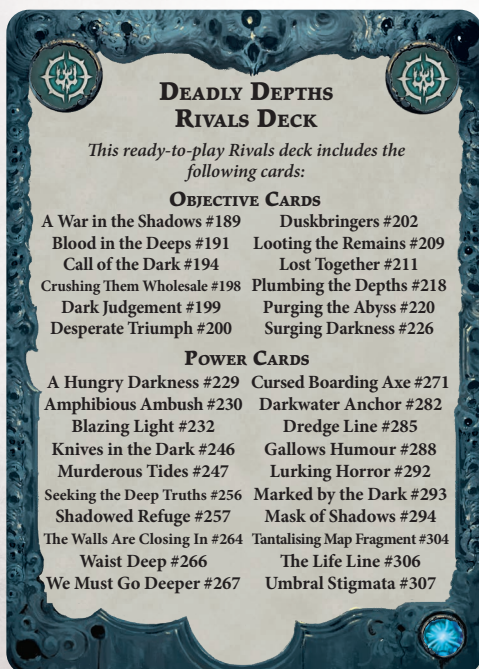 Deadly Depths
Rivals Deck
This ready-to-play Rivals deck includes the
following cards:
Objective Cards
A War in the Shadows #189
Blood in the Deeps #191
Call of the Dark #194
Crushing Them Wholesale #198
Dark Judgement #199
Desperate Triumph #200
Duskbringers #202
Looting the Remains #209
Lost Together #211
Plumbing the Depths #218
Purging the Abyss #220
Surging Darkness #226
Power Cards
A Hungry Darkness #229
Amphibious Ambush #230
Blazing Light #232
Knives in the Dark #246
Murderous Tides #247
Seeking the Deep Truths #256
Shadowed Refuge #257
The Walls Are Closing In #264
Waist Deep #266
We Must Go Deeper #267
Cursed Boarding Axe #271
Darkwater Anchor #282
Dredge Line #285
Gallows Humour #288
Lurking Horror #292
Marked by the Dark #293
Mask of Shadows #294
Tantalising Map Fragment #304
The Life Line #306
Umbral Stigmata #307